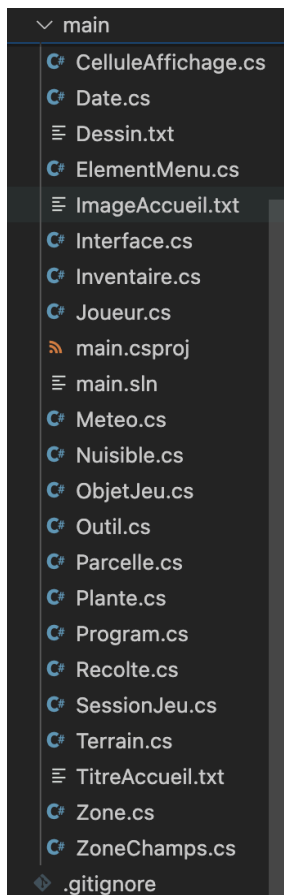 main
C# CelluleAffichage.cs
C# Date.cs
Dessin.txt
C# ElementMenu.cs
ImageAccueil.txt
C# Interface.cs
C# Inventaire.cs
C# Joueur.cs
main.csproj
main.sln
C# Meteo.cs
C# Nuisible.cs
C# ObjetJeu.cs
C# Outil.cs
C# Parcelle.cs
C# Plante.cs
C# Program.cs
C# Recolte.cs
C# SessionJeu.cs
C# Terrain.cs
TitreAccueil.txt
C# Zone.cs
C# ZoneChamps.cs
.gitignore